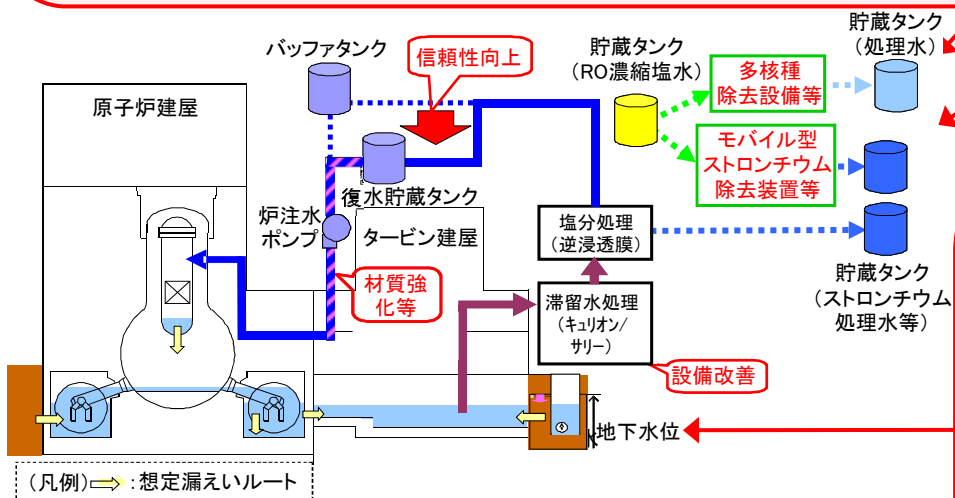 バッファタンク
信頼性向上
貯蔵タンク
(RO濃縮塩水)
多核種
除去設備等
貯蔵タンク
(処理水)
原子炉建屋
モバイル型
ストロンチウム
除去装置等
復水貯蔵タンク
炉注水
ポンプ
タービン建屋
塩分処理
(逆浸透膜)
貯蔵タンク
(ストロンチウム
処理水等)
材質強
化等
滞留水処理
(キュリオン/
サリー)
設備改善
地下水位
(凡例) :想定漏えいルート